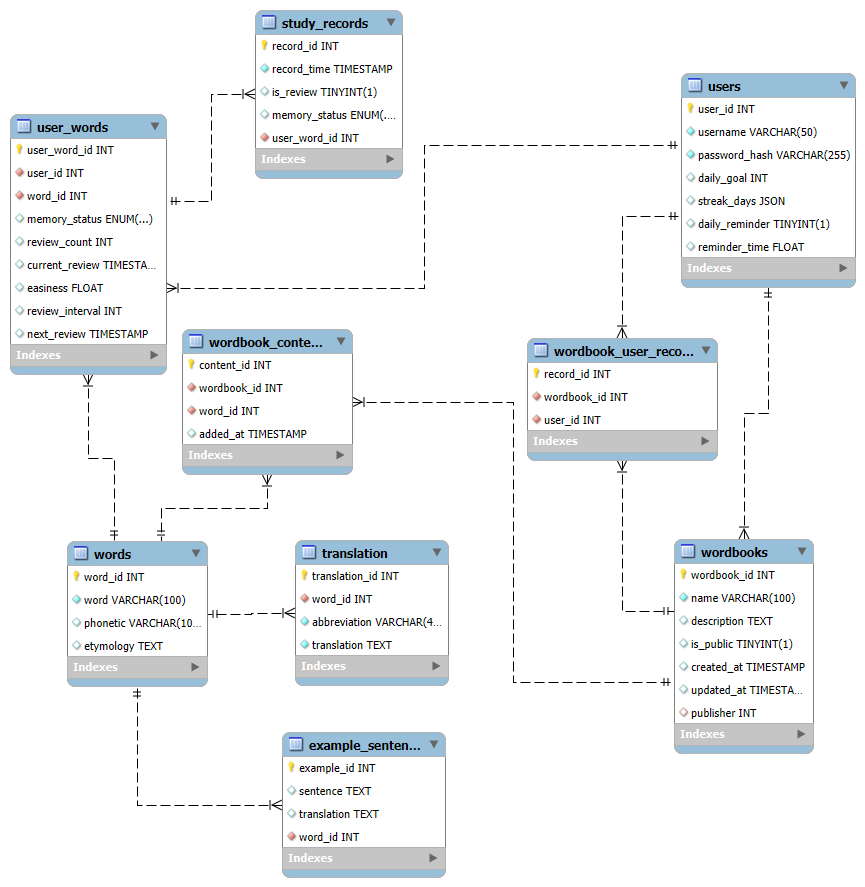 study_records
record_id INT
record_time TIMESTAMP
is_review TINYINT(1)
memory_status ENUM(....
user_word_id INT
Indexes
users
user_id INT
username VARCHAR(50)
password_hash VARCHAR(255)
daily_goal INT
streak_days JSON
daily_reminder TINYINT(1)
reminder_time FLOAT
Indexes
user_words
user_word_id INT
user_id INT
word_id INT
memory_status ENUM(...)
review_count INT
current_review TIMESTA...
easiness FLOAT
review_interval INT
next_review TIMESTAMP
Indexes
wordbook_conte...
content_id INT
wordbook_id INT
word_id INT
added_at TIMESTAMP
Indexes
wordbook_user_reco...
record_id INT
wordbook_id INT
user_id INT
Indexes
words
word_id INT
word VARCHAR(100)
phonetic VARCHAR(10...
etymology TEXT
Indexes
translation
translation_id INT
word_id INT
abbreviation VARCHAR(4...
translation TEXT
Indexes
wordbooks
wordbook_id INT
name VARCHAR(100)
description TEXT
is_public TINYINT(1)
created_at TIMESTAMP
updated_at TIMESTA...
publisher INT
Indexes
example_senten...
example_id INT
sentence TEXT
translation TEXT
word_id INT
Indexes